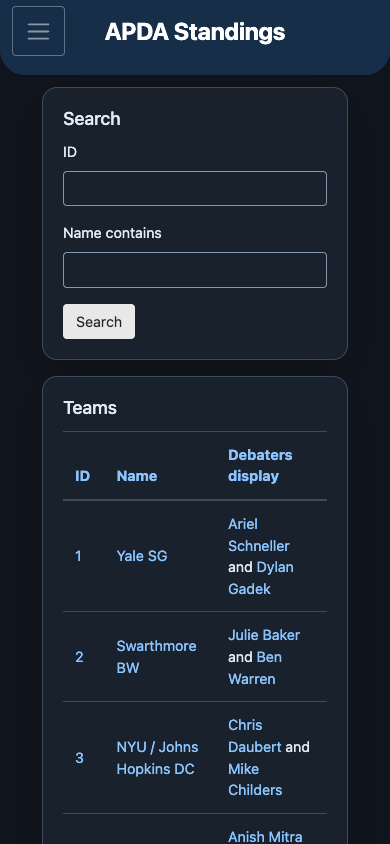 APDA Standings
Search
ID
Name contains
Search
Teams
ID
Name
Debaters
display
1
Yale SG
Ariel
Schneller
and Dylan
Gadek
2
Swarthmore
BW
Julie Baker
and Ben
Warren
3
NYU / Johns
Hopkins DC
Chris
Daubert and
Mike
Childers
Anish Mitra